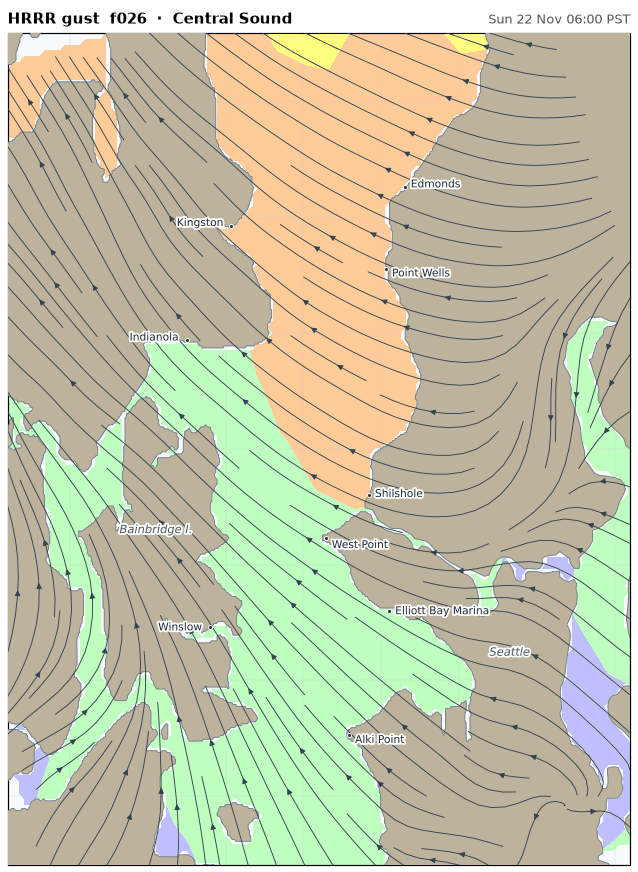 HRRR gust f026 · Central Sound
Sun 22 Nov 06:00 PST
Edmonds
Kingston
Point Wells
Indianola
Shilshole
Bainbridge I.
West Point
Elliott Bay Marina
Winslow
Seattle
Alki Point